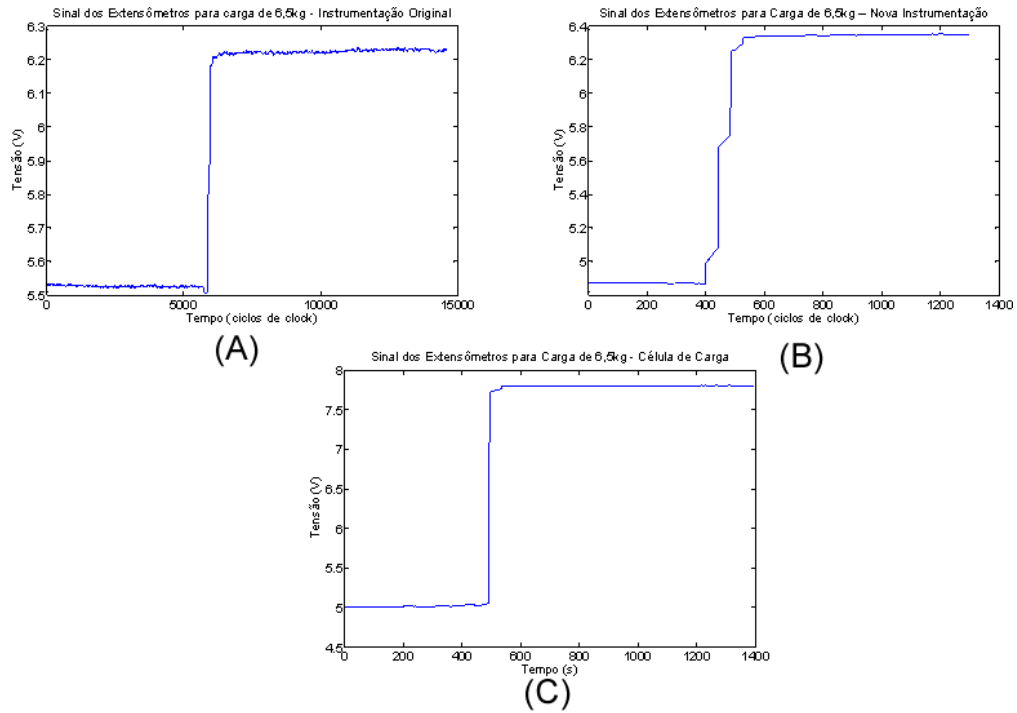 Sinal dos Extensômetros para carga de 6,5kg - Instrumentação Original
6.3
6.2
6.1
6
5.9
5.8
5.7
5.6
5.5
Tensão (V)
0 5000 10000 15000
Tempo (ciclos de clock)
(A)
Sinal dos Extensômetros para Carga de 6,5kg – Nova Instrumentação
6.4
6.2
6
5.8
5.6
5.4
5.2
5
Tensão (V)
0 200 400 600 800 1000 1200 1400
Tempo (ciclos de clock)
(B)
Sinal dos Extensômetros para Carga de 6,5kg - Célula de Carga
8
7.5
7
6.5
6
5.5
5
4.5
Tensão (V)
0 200 400 600 800 1000 1200 1400
Tempo (s)
(C)